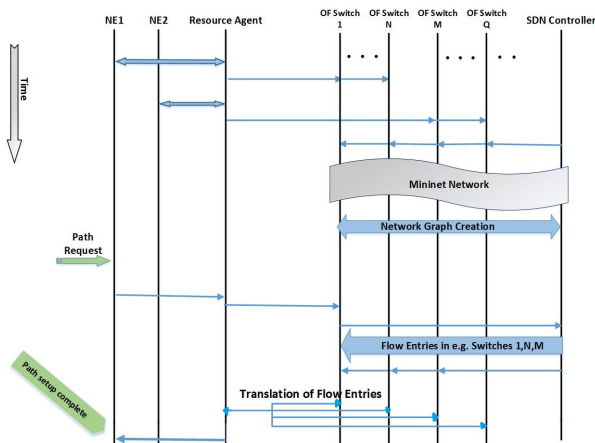 NE1
NE2
Resource Agent
OF Switch
1
OF Switch
N
OF Switch
M
OF Switch
Q
SDN Controller
Time
Mininet Network
Network Graph Creation
Path
Request
Flow Entries in e.g. Switches 1,N,M
Path setup complete
Translation of Flow Entries